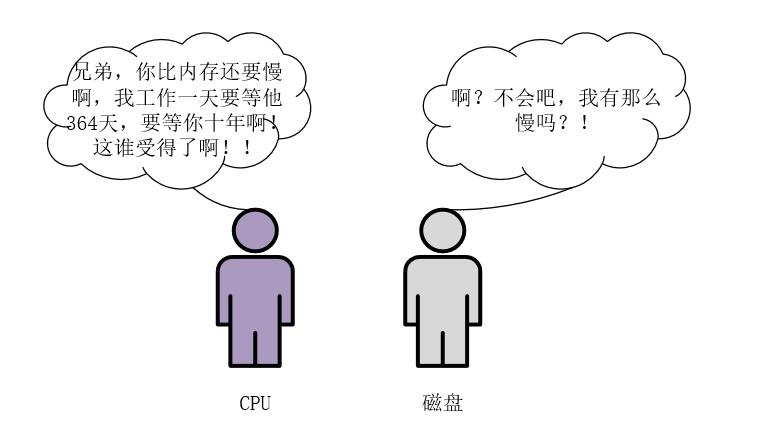 兄弟，你比内存还要慢
啊，我工作一天要等他
364天，要等你十年啊！
这谁受得了啊！！
啊？不会吧，我有那么
慢吗？！
CPU
磁盘